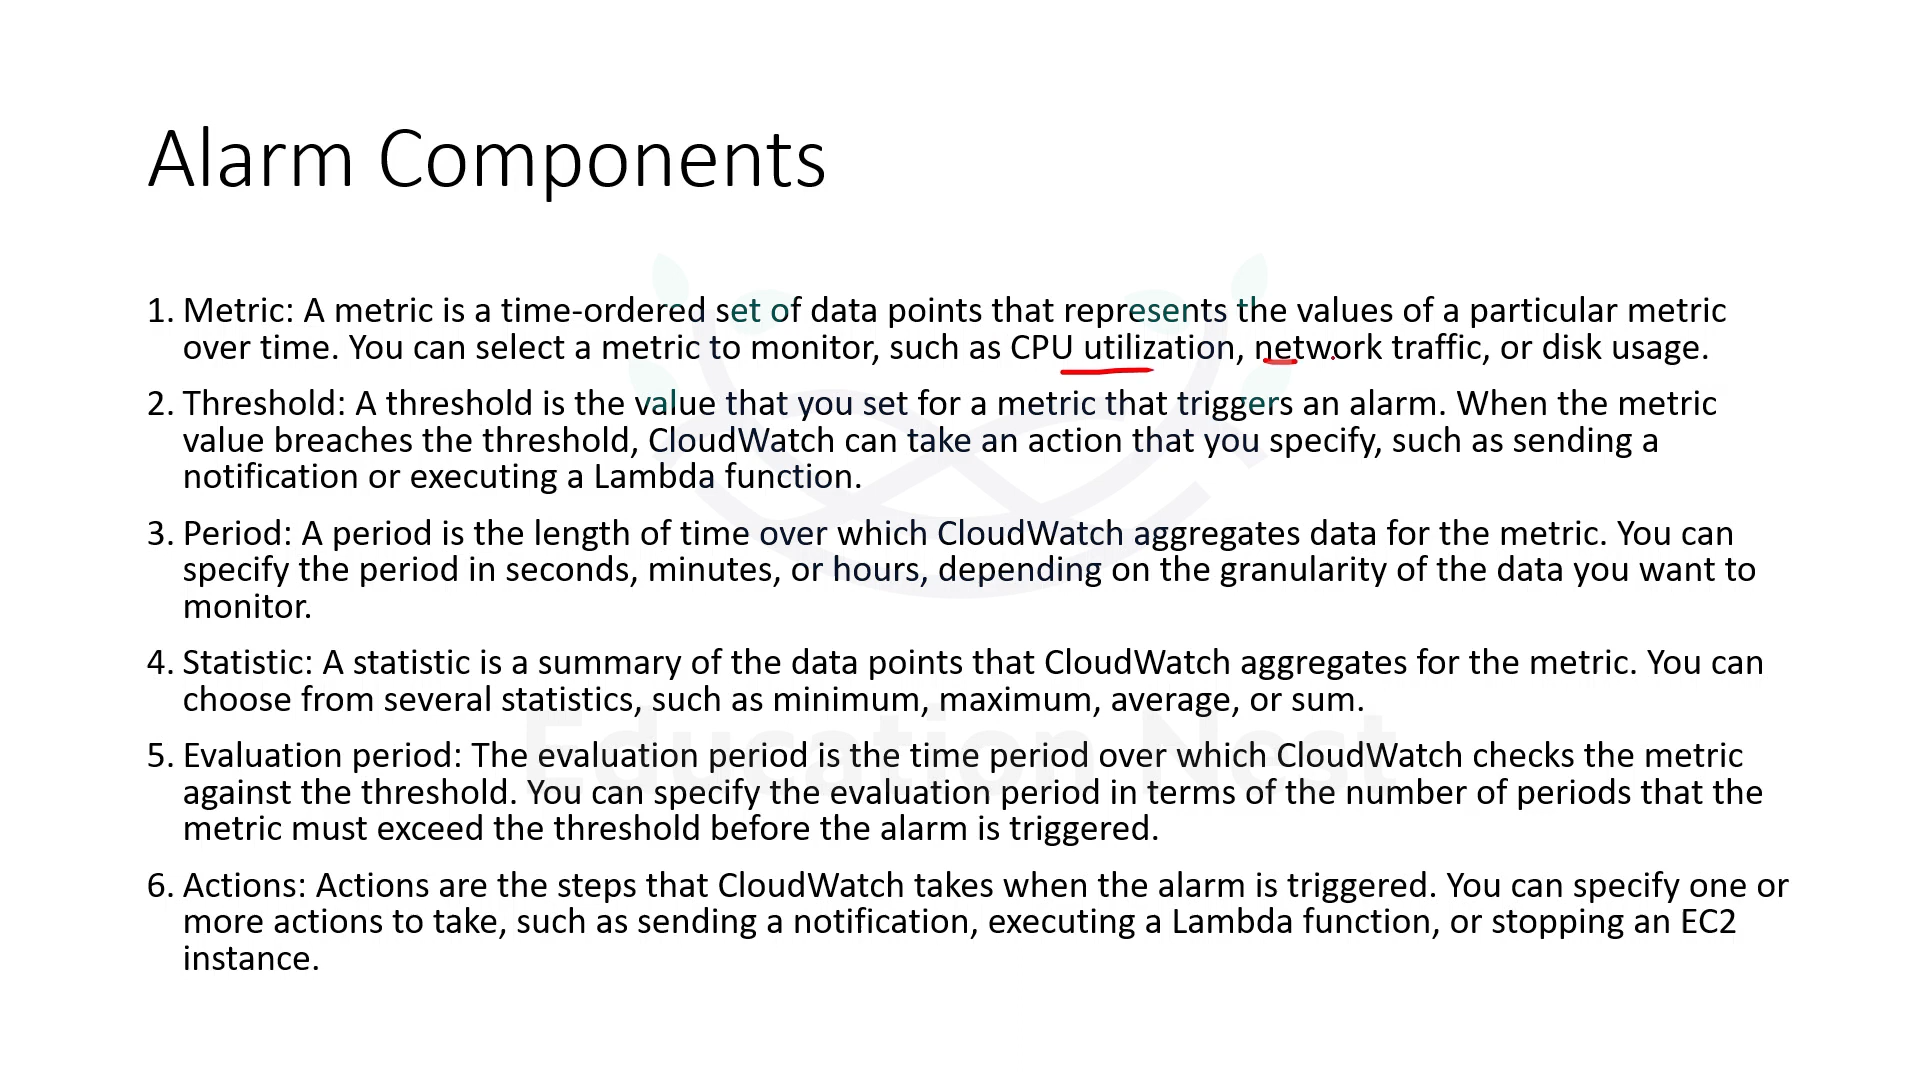 Alarm Components
1. Metric: A metric is a time-ordered set of data points that represents the values of a particular metric
over time. You can select a metric to monitor, such as CPU utilization, network traffic, or disk usage.
2. Threshold: A threshold is the value that you set for a metric that triggers an alarm. When the metric
value breaches the threshold, CloudWatch can take an action that you specify, such as sending a
notification or executing a Lambda function.
3. Period: A period is the length of time over which CloudWatch aggregates data for the metric. You can
specify the period in seconds, minutes, or hours, depending on the granularity of the data you want to
monitor.
4. Statistic: A statistic is a summary of the data points that CloudWatch aggregates for the metric. You can
choose from several statistics, such as minimum, maximum, average, or sum.
Education Nest
5. Evaluation period: The evaluation period is the time period over which CloudWatch checks the metric
against the threshold. You can specify the evaluation period in terms of the number of periods that the
metric must exceed the threshold before the alarm is triggered.
6. Actions: Actions are the steps that CloudWatch takes when the alarm is triggered. You can specify one or
more actions to take, such as sending a notification, executing a Lambda function, or stopping an EC2
instance.